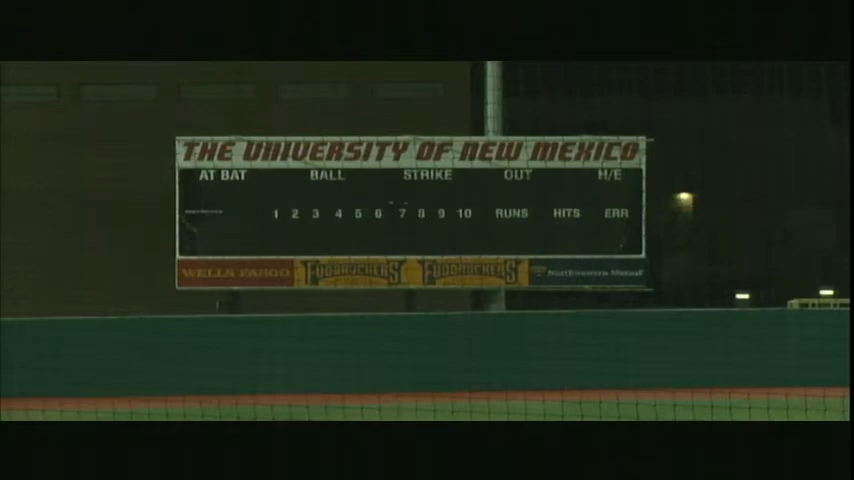 THE UNIVERSITY OF NEW MEXICO
AT BAT BALL STRIKE OUT H/E
1 2 3 4 5 6 7 8 9 10 RUNS HITS ERR
WELLS FARGO FUDDRUCKERS FUDDRUCKERS Northwestern Mutual